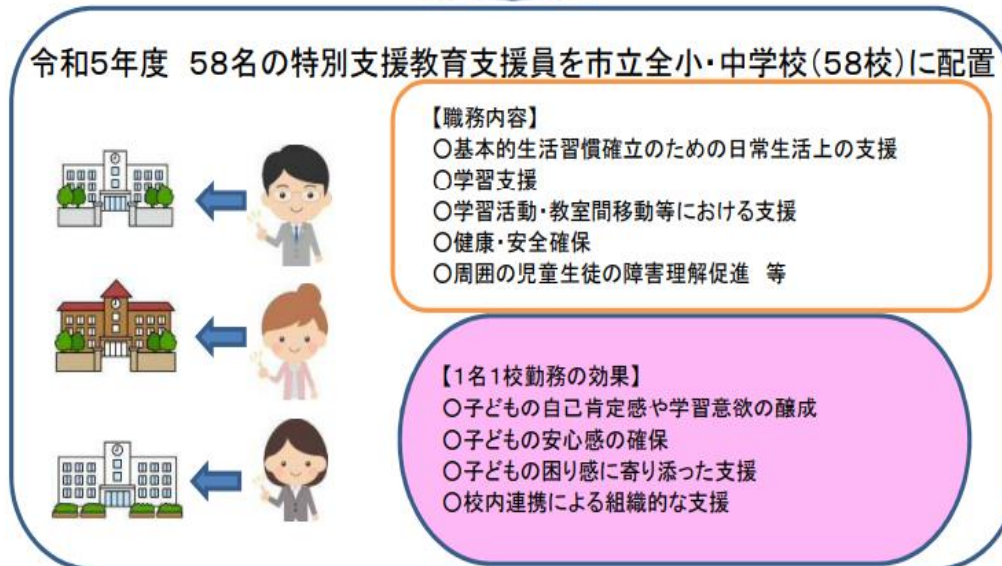 令和5年度 58名の特別支援教育支援員を市立全小・中学校(58校)に配置
【職務内容】
〇基本的生活習慣確立のための日常生活上の支援
〇学習支援
〇学習活動・教室間移動等における支援
〇健康・安全確保
〇周囲の児童生徒の障害理解促進 等
【1名1校勤務の効果】
〇子どもの自己肯定感や学習意欲の醸成
〇子どもの安心感の確保
〇子どもの困り感に寄り添った支援
〇校内連携による組織的な支援